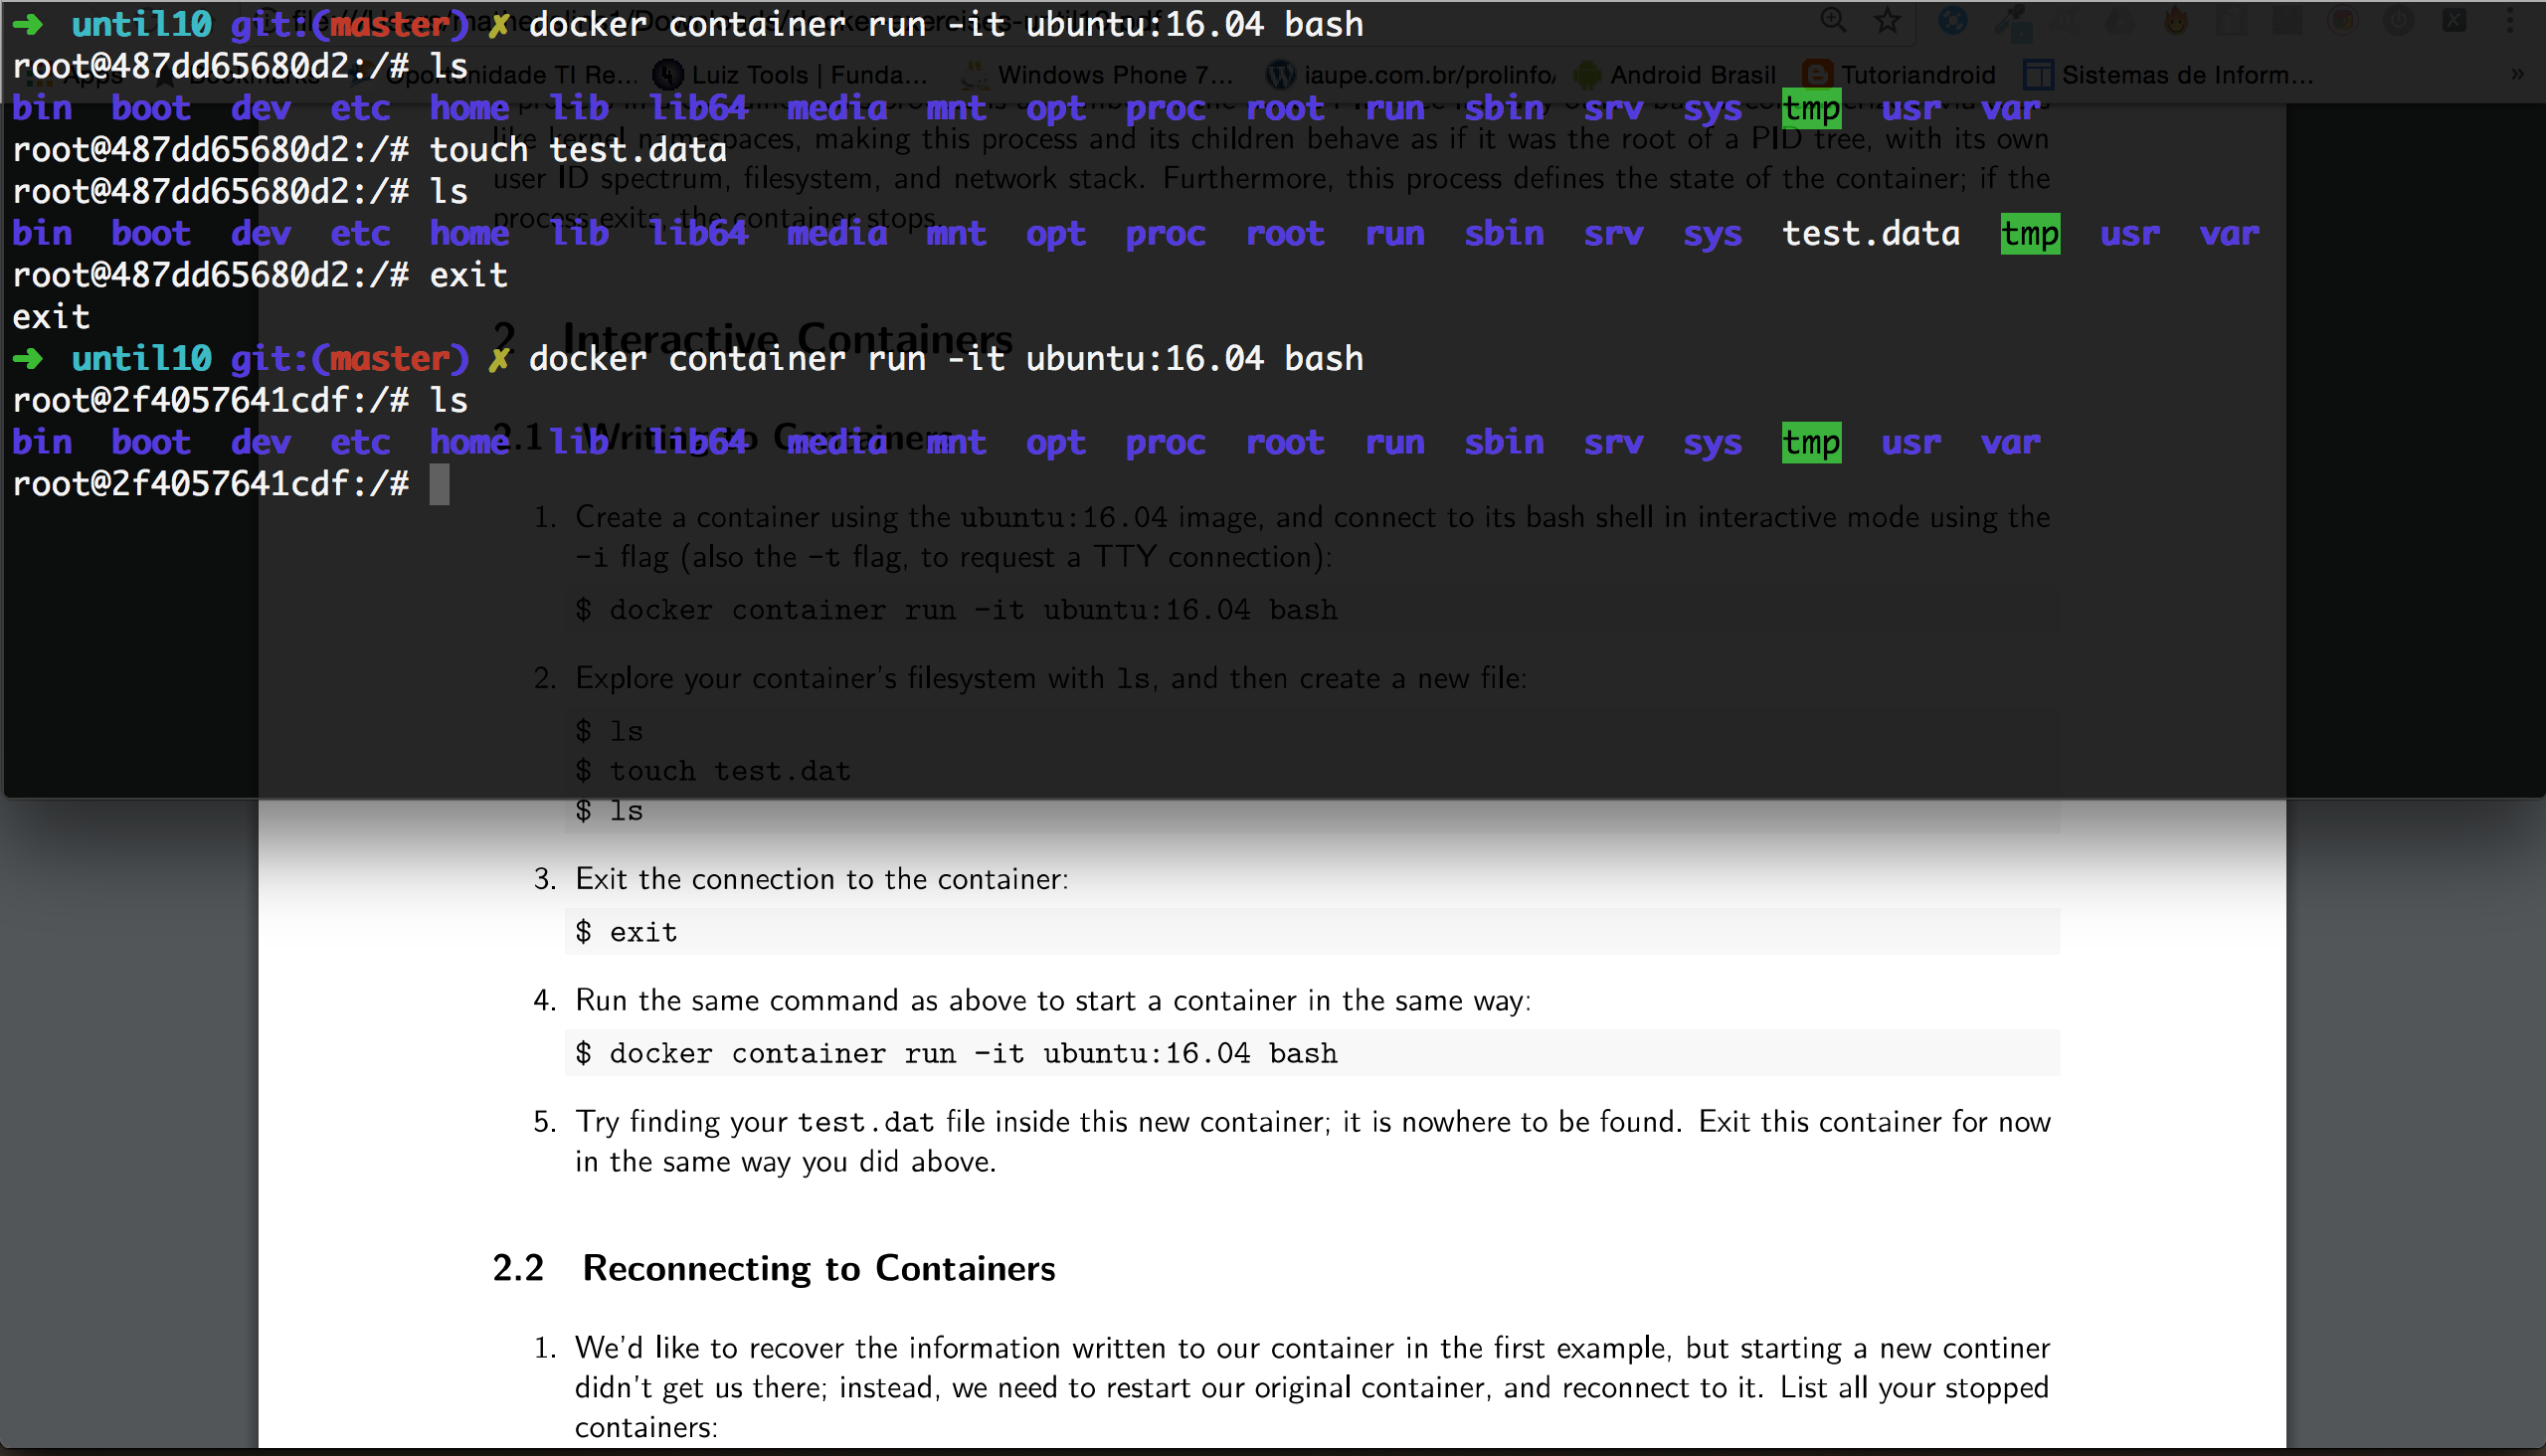 ➜ until10 git:(master) ✗ docker container run -it ubuntu:16.04 bash
root@487dd65680d2:/# ls
Apps
Oportunidade TI Re... Luiz Tools | Funda... Windows Phone 7... iaupe.com.br/prolinfo/ Android Brasil Tutoriandroid Sistemas de Inform... »
bin boot dev etc home lib lib64 media mnt opt proc root run sbin srv sys tmp usr var
like kernel namespaces, making this process and its children behave as if it was the root of a PID tree, with its own
root@487dd65680d2:/# touch test.data
user ID spectrum, filesystem, and network stack. Furthermore, this process defines the state of the container; if the
root@487dd65680d2:/# ls
process exits, the container stops.
bin boot dev etc home lib lib64 media mnt opt proc root run sbin srv sys test.data tmp usr var
root@487dd65680d2:/# exit
exit
2 Interactive Containers
➜ until10 git:(master) ✗ docker container run -it ubuntu:16.04 bash
root@2f4057641cdf:/# ls
2.1 Writing to Containers
bin boot dev etc home lib lib64 media mnt opt proc root run sbin srv sys tmp usr var
root@2f4057641cdf:/#
1. Create a container using the ubuntu:16.04 image, and connect to its bash shell in interactive mode using the
-i flag (also the -t flag, to request a TTY connection):
$ docker container run -it ubuntu:16.04 bash
2. Explore your container's filesystem with ls, and then create a new file:
$ ls
$ touch test.dat
$ ls
3. Exit the connection to the container:
$ exit
4. Run the same command as above to start a container in the same way:
$ docker container run -it ubuntu:16.04 bash
5. Try finding your test.dat file inside this new container; it is nowhere to be found. Exit this container for now
in the same way you did above.
2.2 Reconnecting to Containers
1. We'd like to recover the information written to our container in the first example, but starting a new continer
didn't get us there; instead, we need to restart our original container, and reconnect to it. List all your stopped
containers: